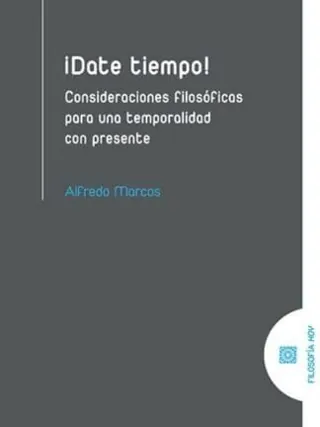 ¡Date tiempo!
Consideraciones filosóficas
para una temporalidad
con presente
Alfredo Marcos
FILOSOFÍA HOY